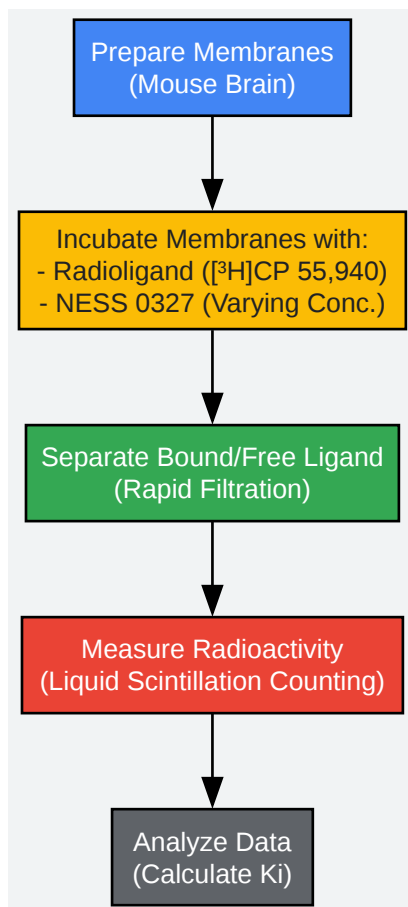 Prepare Membranes
(Mouse Brain)
Incubate Membranes with:
- Radioligand ([³H]CP 55,940)
- NESS 0327 (Varying Conc.)
Separate Bound/Free Ligand
(Rapid Filtration)
Measure Radioactivity
(Liquid Scintillation Counting)
Analyze Data
(Calculate Ki)